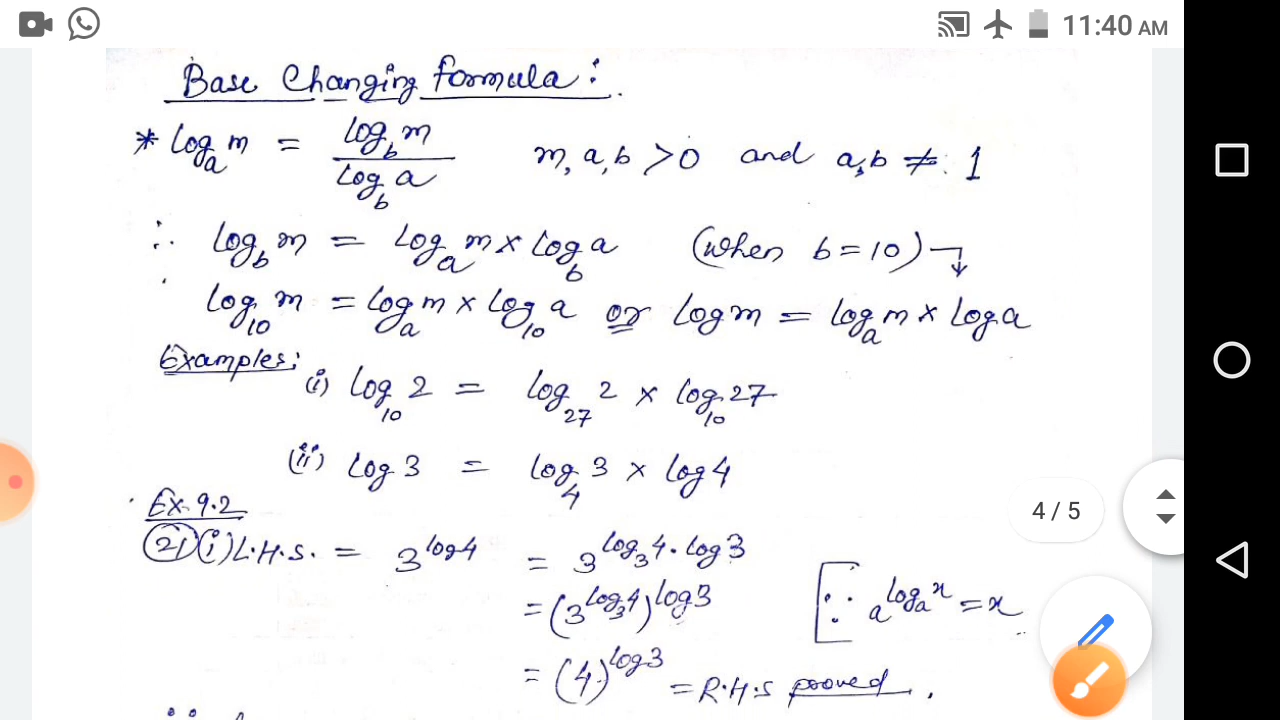 11:40 AM
Base Changing formula:
* log_a m = log_b m / log_b a m, a, b > 0 and a, b ≠ 1
∴ log_b m = log_a m × log_b a (when b = 10) ↴
log_10 m = log_a m × log_10 a or log m = log_a m × log a
Examples:
(i) log_10 2 = log_27 2 × log_10 27
(ii) log 3 = log_4 3 × log 4
Ex- 9.2
(21) (i) L.H.S. = 3^(log 4) = 3^(log_3 4 · log 3)
= (3^(log_3 4))^(log 3) [∵ a^(log_a x) = x
= (4)^(log 3) = R.H.S proved.
4 / 5